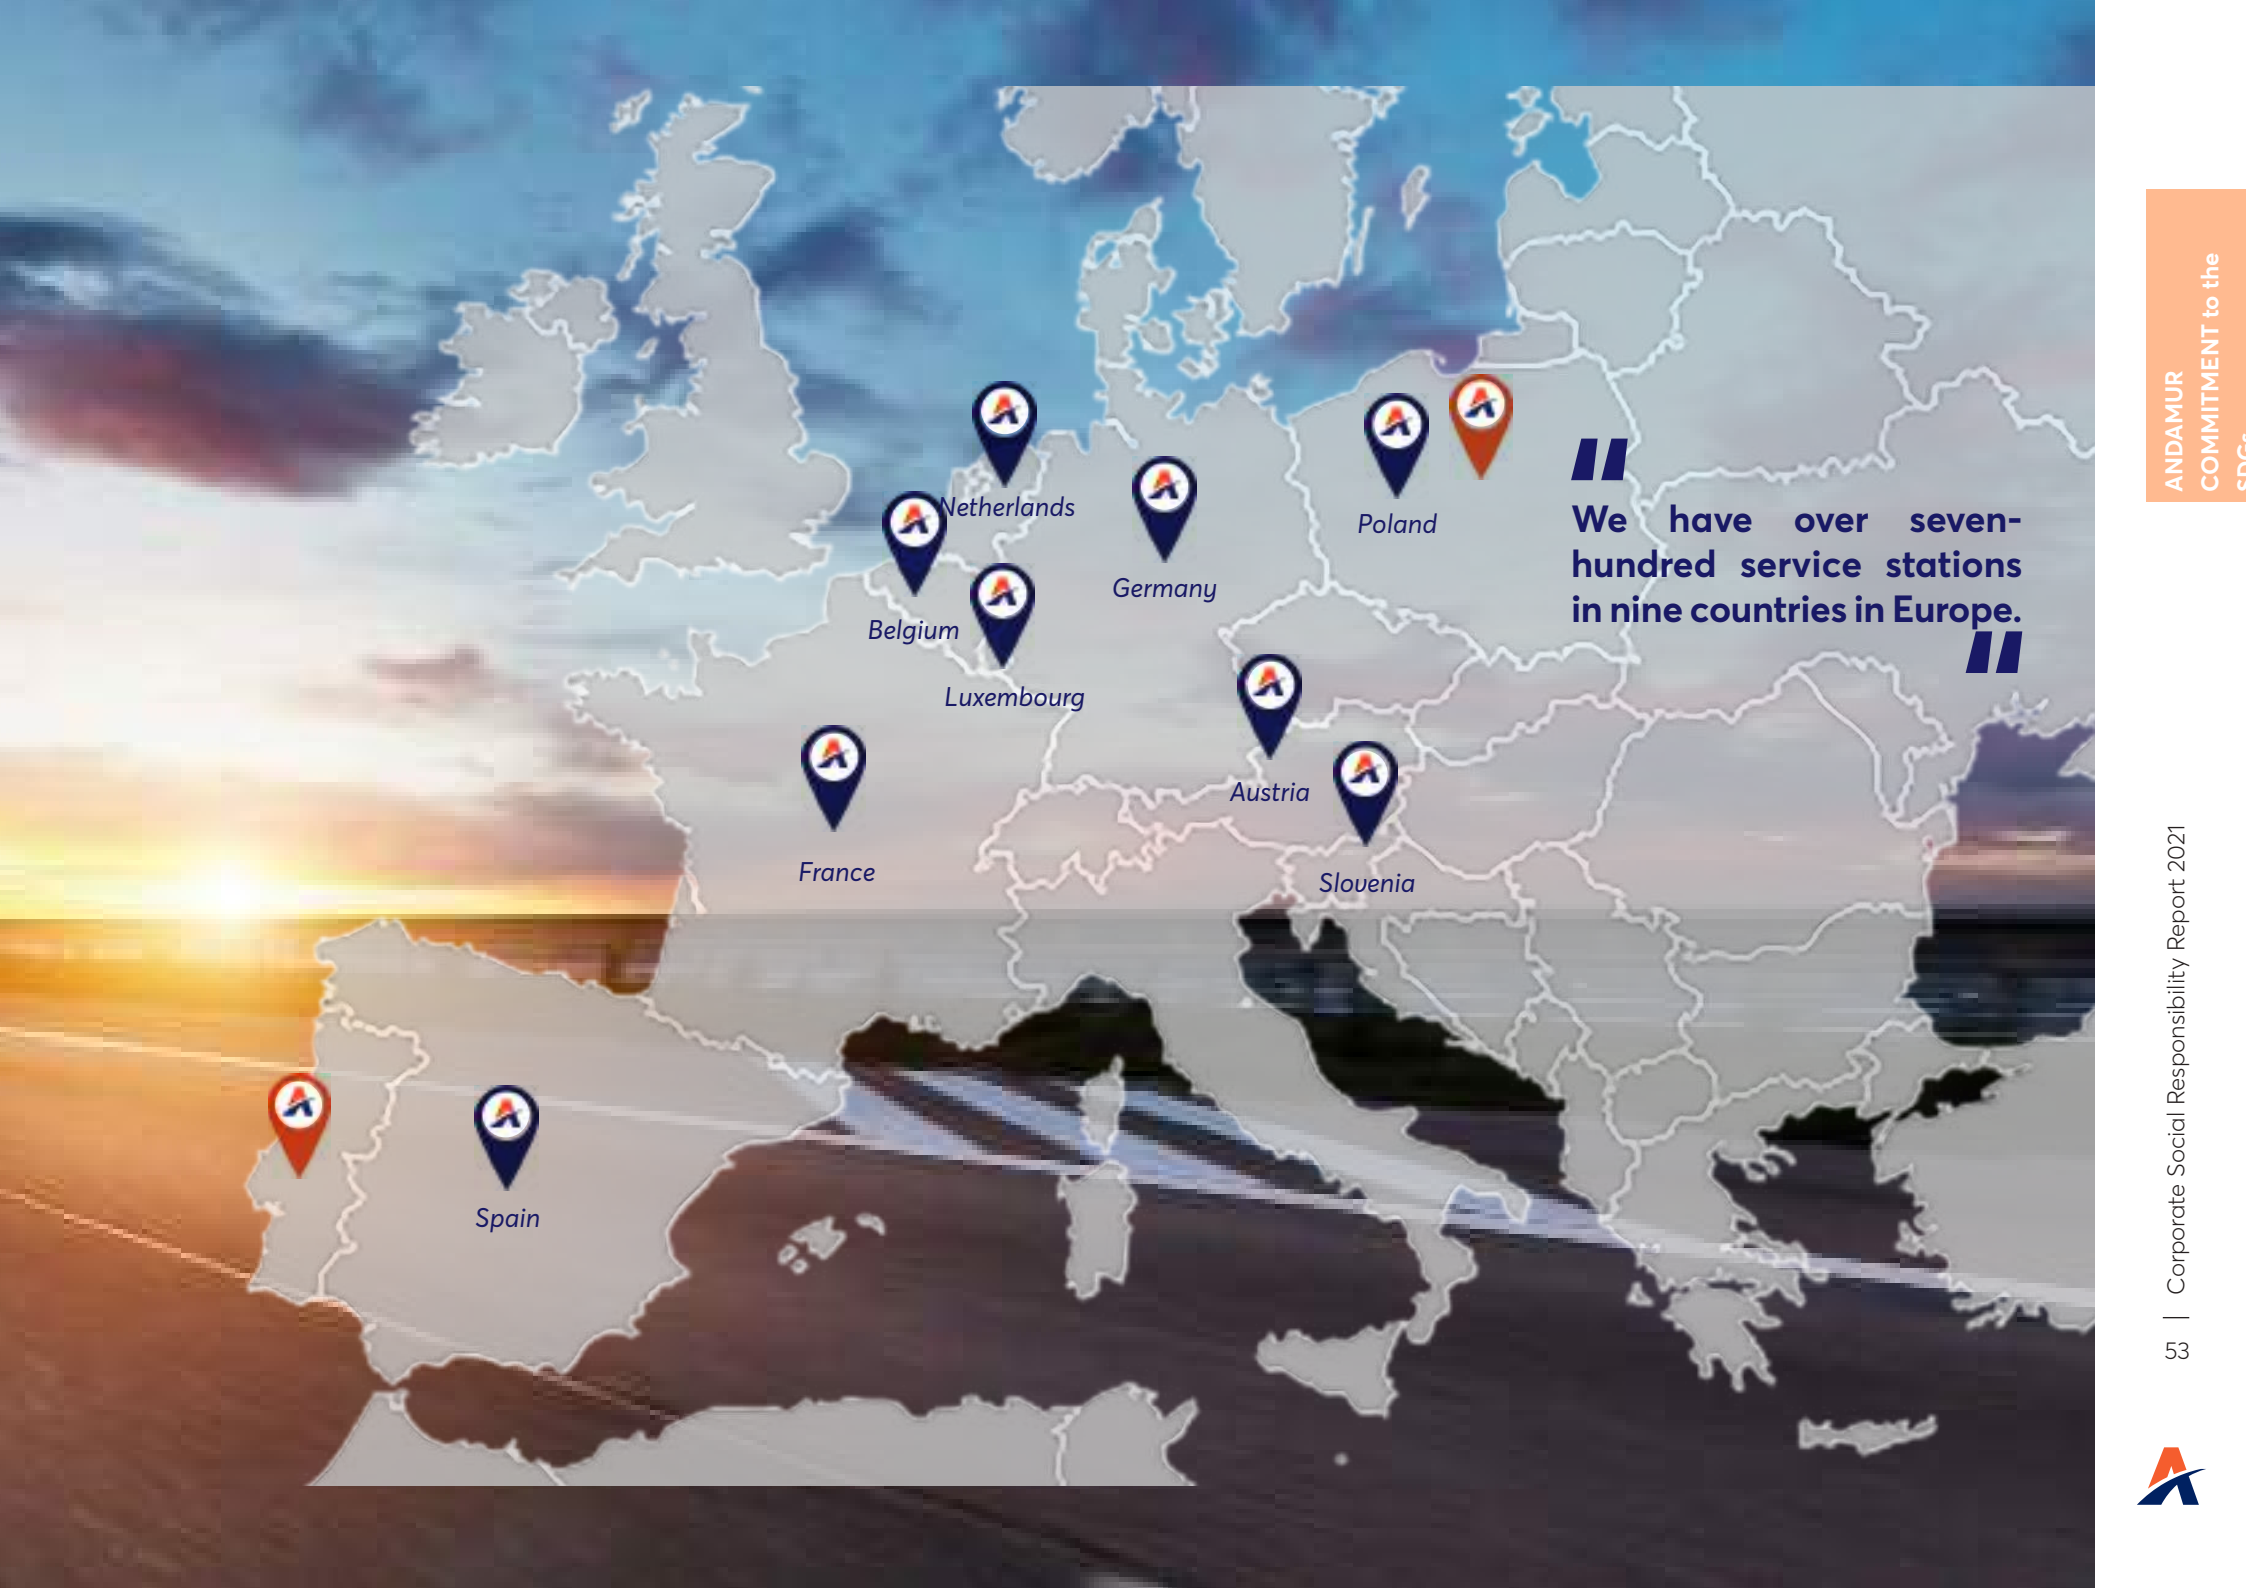 Netherlands
Poland
Germany
Belgium
Luxembourg
Austria
France
Slovenia
Spain
We have over seven-
hundred service stations
in nine countries in Europe.
ANDAMUR
COMMITMENT to the
SDGs
53 | Corporate Social Responsibility Report 2021